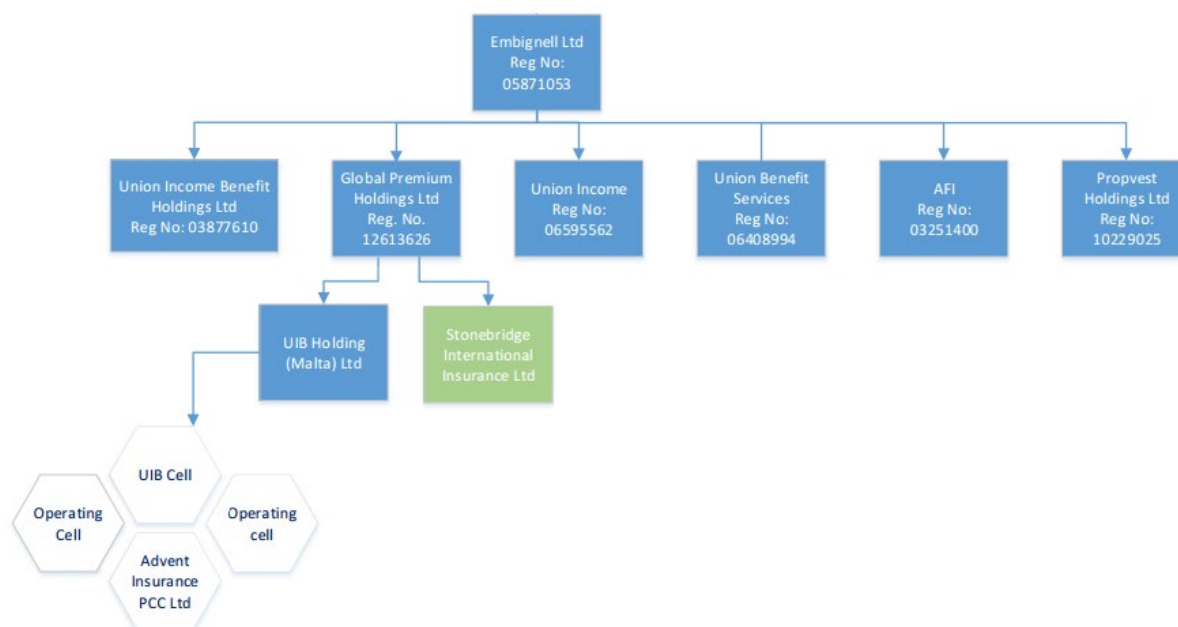 Embignell Ltd
Reg No:
05871053
Union Income Benefit
Holdings Ltd
Reg No: 03877610
Global Premium
Holdings Ltd
Reg. No.
12613626
Union Income
Reg No:
06595562
Union Benefit
Services
Reg No:
06408994
AFI
Reg No:
03251400
Propvest
Holdings Ltd
Reg No:
10229025
UIB Holding
(Malta) Ltd
Stonebridge
International
Insurance Ltd
UIB Cell
Operating
Cell
Operating
cell
Advent
Insurance
PCC Ltd